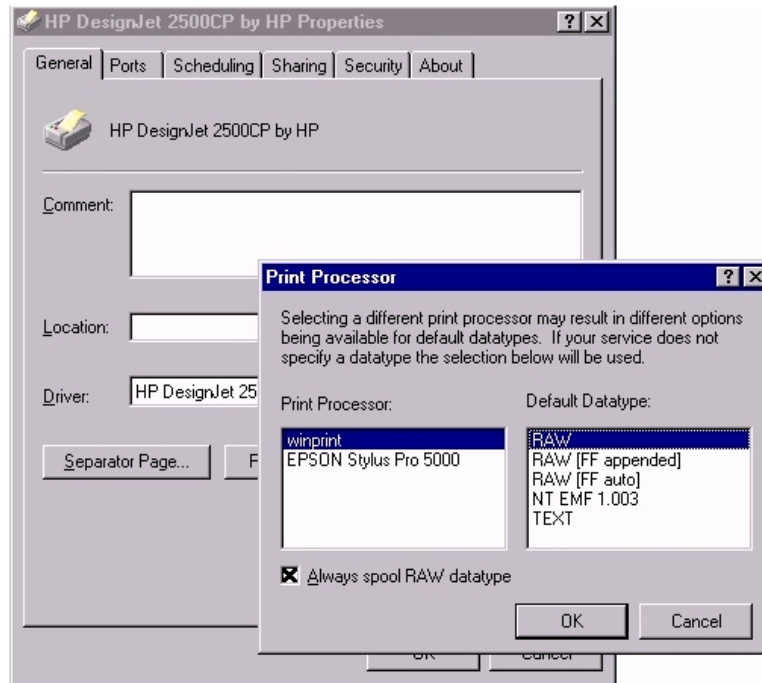 HP DesignJet 2500CP by HP Properties
General Ports Scheduling Sharing Security About
HP DesignJet 2500CP by HP
Comment:
Print Processor
Selecting a different print processor may result in different options
being available for default datatypes. If your service does not
specify a datatype the selection below will be used.
Location:
Driver: HP DesignJet 25
Print Processor: Default Datatype:
winprint RAW
EPSON Stylus Pro 5000 RAW [FF appended]
RAW [FF auto]
NT EMF 1.003
TEXT
Separator Page... F
Always spool RAW datatype
OK Cancel
OK Cancel